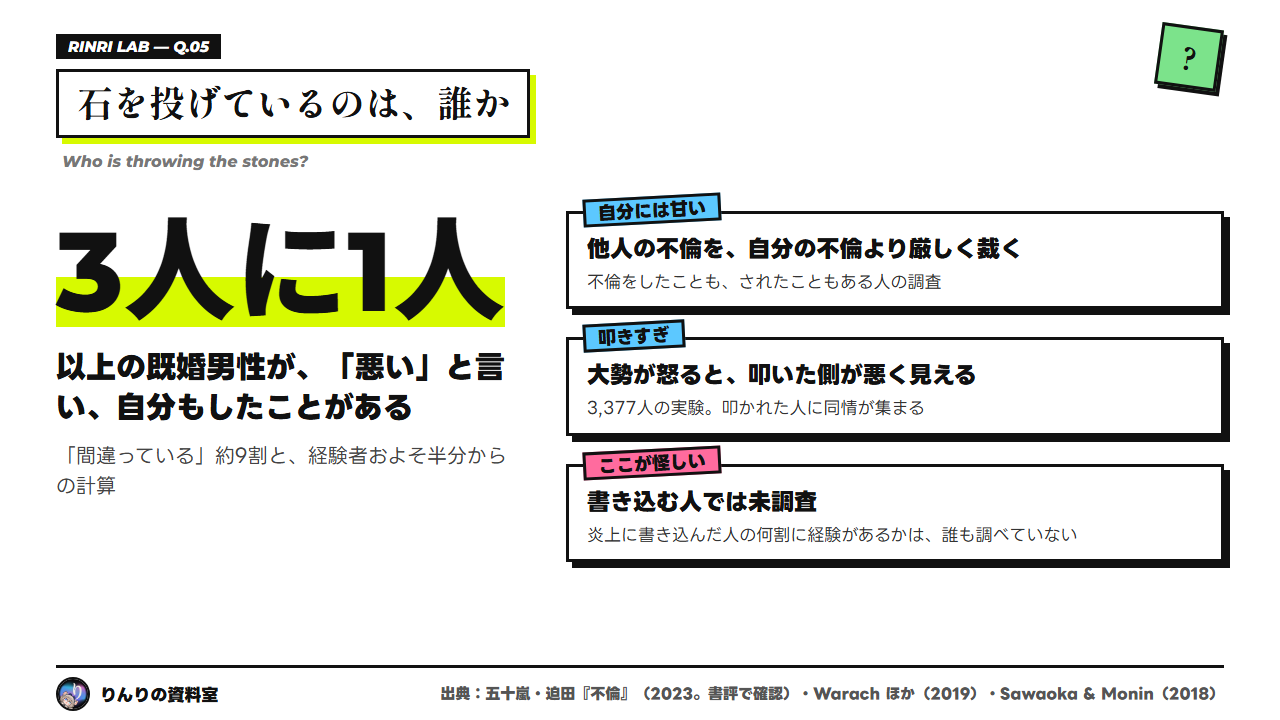 RINRI LAB — Q.05
石を投げているのは、誰か
Who is throwing the stones?
?
3人に1人
以上の既婚男性が、「悪い」と言
い、自分もしたことがある
「間違っている」約9割と、経験者およそ半分から
の計算
自分には甘い
他人の不倫を、自分の不倫より厳しく裁く
不倫をしたことも、されたこともある人の調査
叩きすぎ
大勢が怒ると、叩いた側が悪く見える
3,377人の実験。叩かれた人に同情が集まる
ここが怪しい
書き込む人では未調査
炎上に書き込んだ人の何割に経験があるかは、誰も調べていない
りんりの資料室
出典：五十嵐・迫田『不倫』（2023。書評で確認）・Warach ほか（2019）・Sawaoka & Monin（2018）